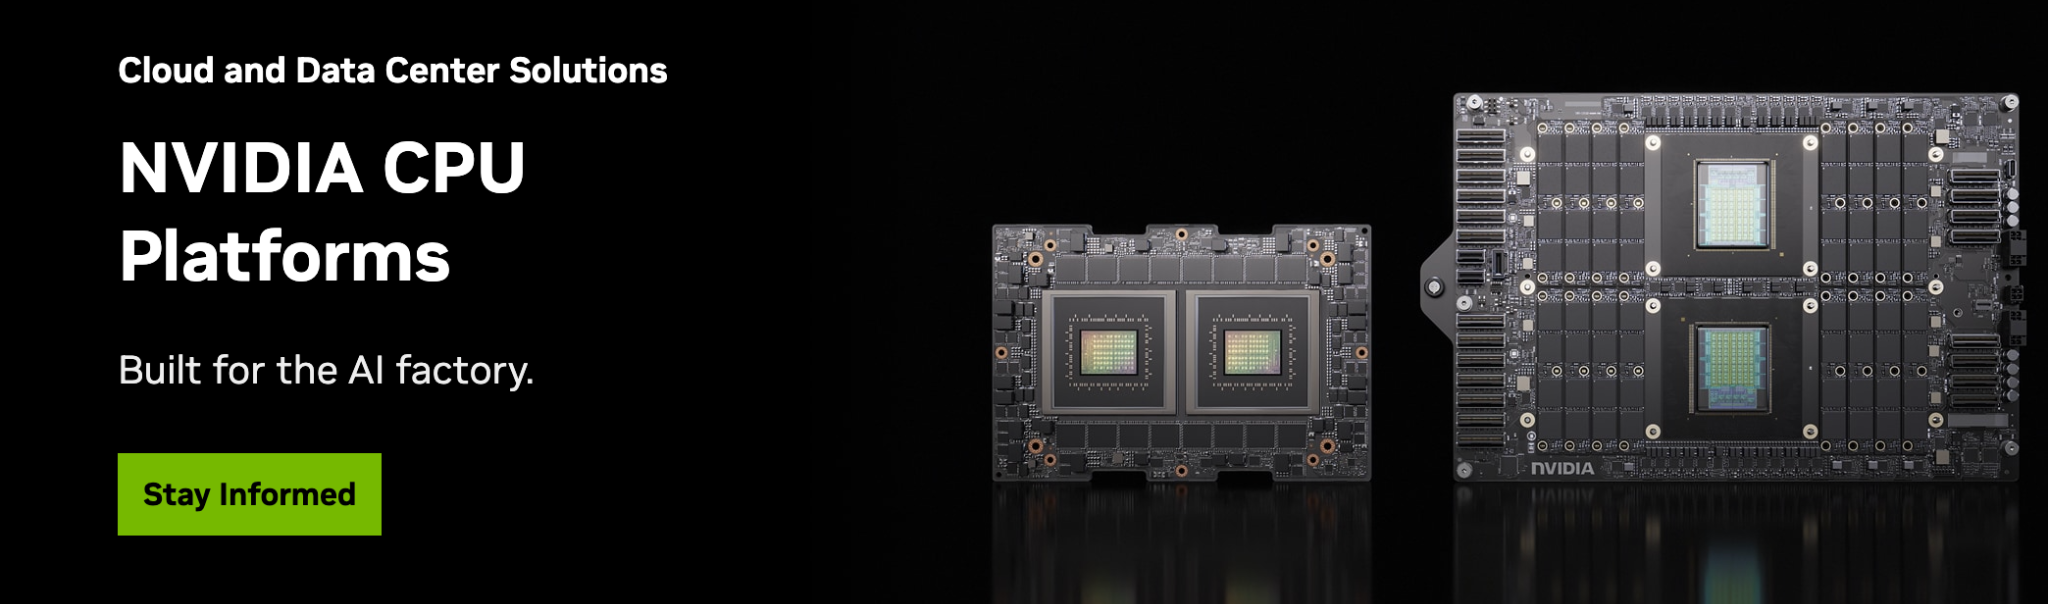 Cloud and Data Center Solutions
NVIDIA CPU
Platforms
Built for the AI factory.
Stay Informed
NVIDIA